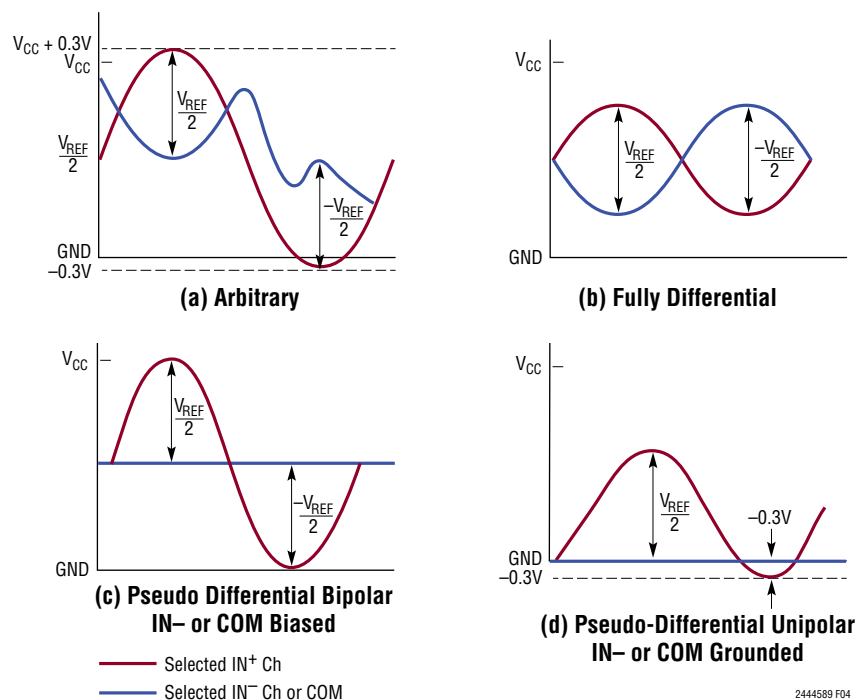 VCC + 0.3V
VCC
VREF
2
VREF
2
–VREF
2
GND
–0.3V
(a) Arbitrary
VCC
VREF
2
–VREF
2
GND
(b) Fully Differential
VCC
VREF
2
–VREF
2
GND
(c) Pseudo Differential Bipolar
IN– or COM Biased
VCC
VREF
2
–0.3V
GND
–0.3V
(d) Pseudo-Differential Unipolar
IN– or COM Grounded
Selected IN+ Ch
Selected IN– Ch or COM
2444589 F04